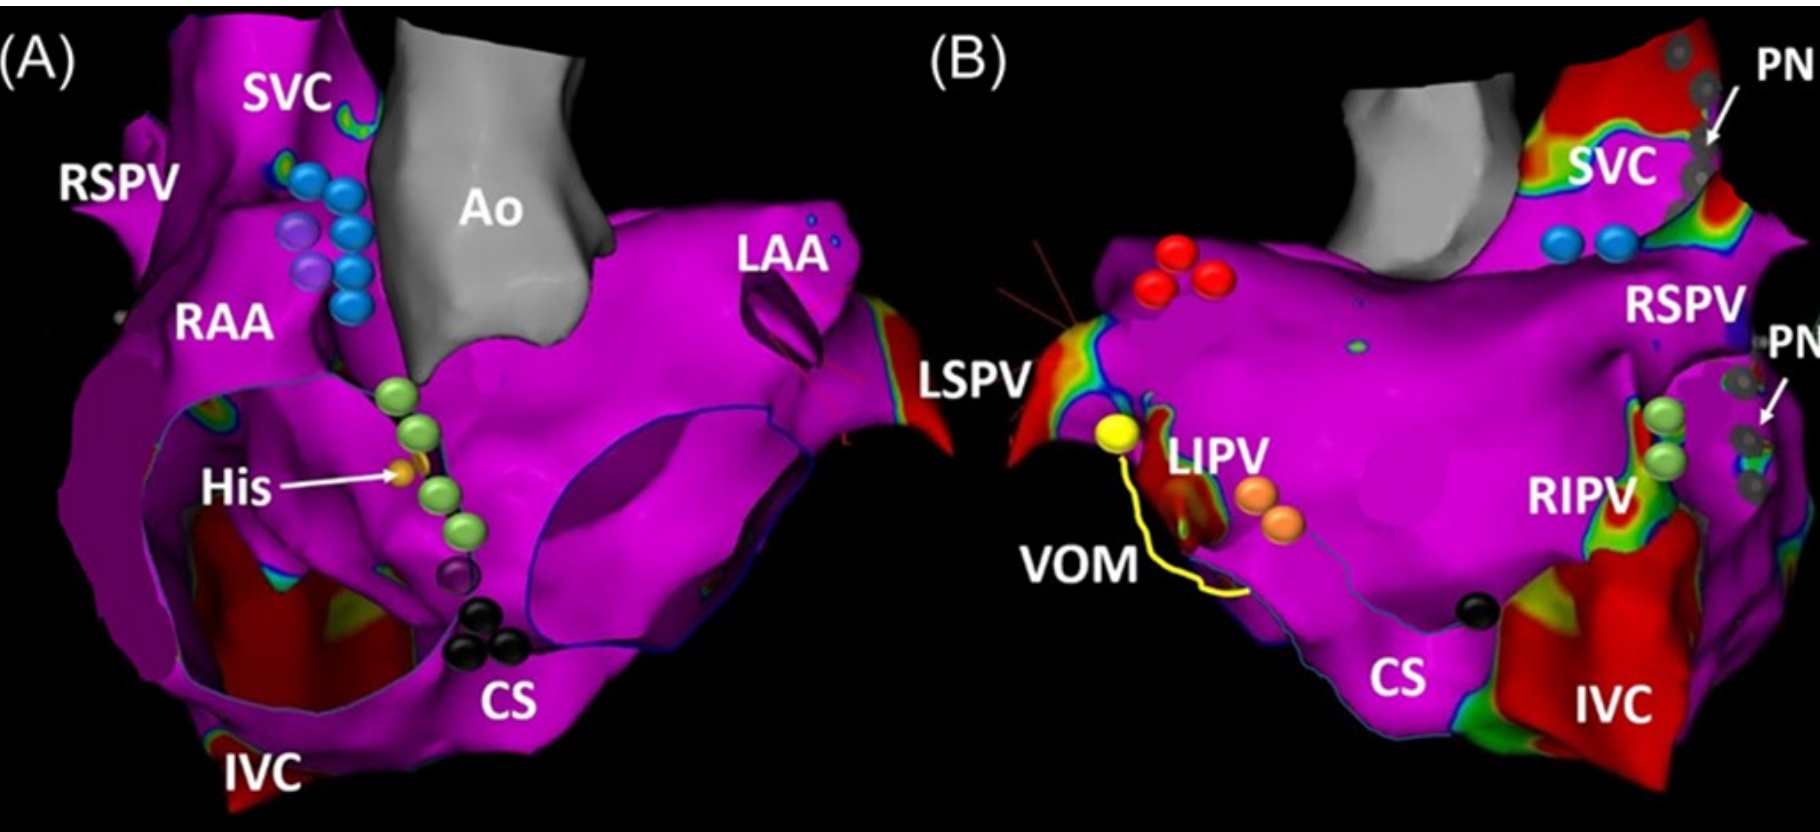 (A)
SVC
RSPV
Ao
LAA
RAA
His
CS
IVC
(B)
PN
SVC
RSPV
PN
LSPV
LIPV
RIPV
VOM
CS
IVC